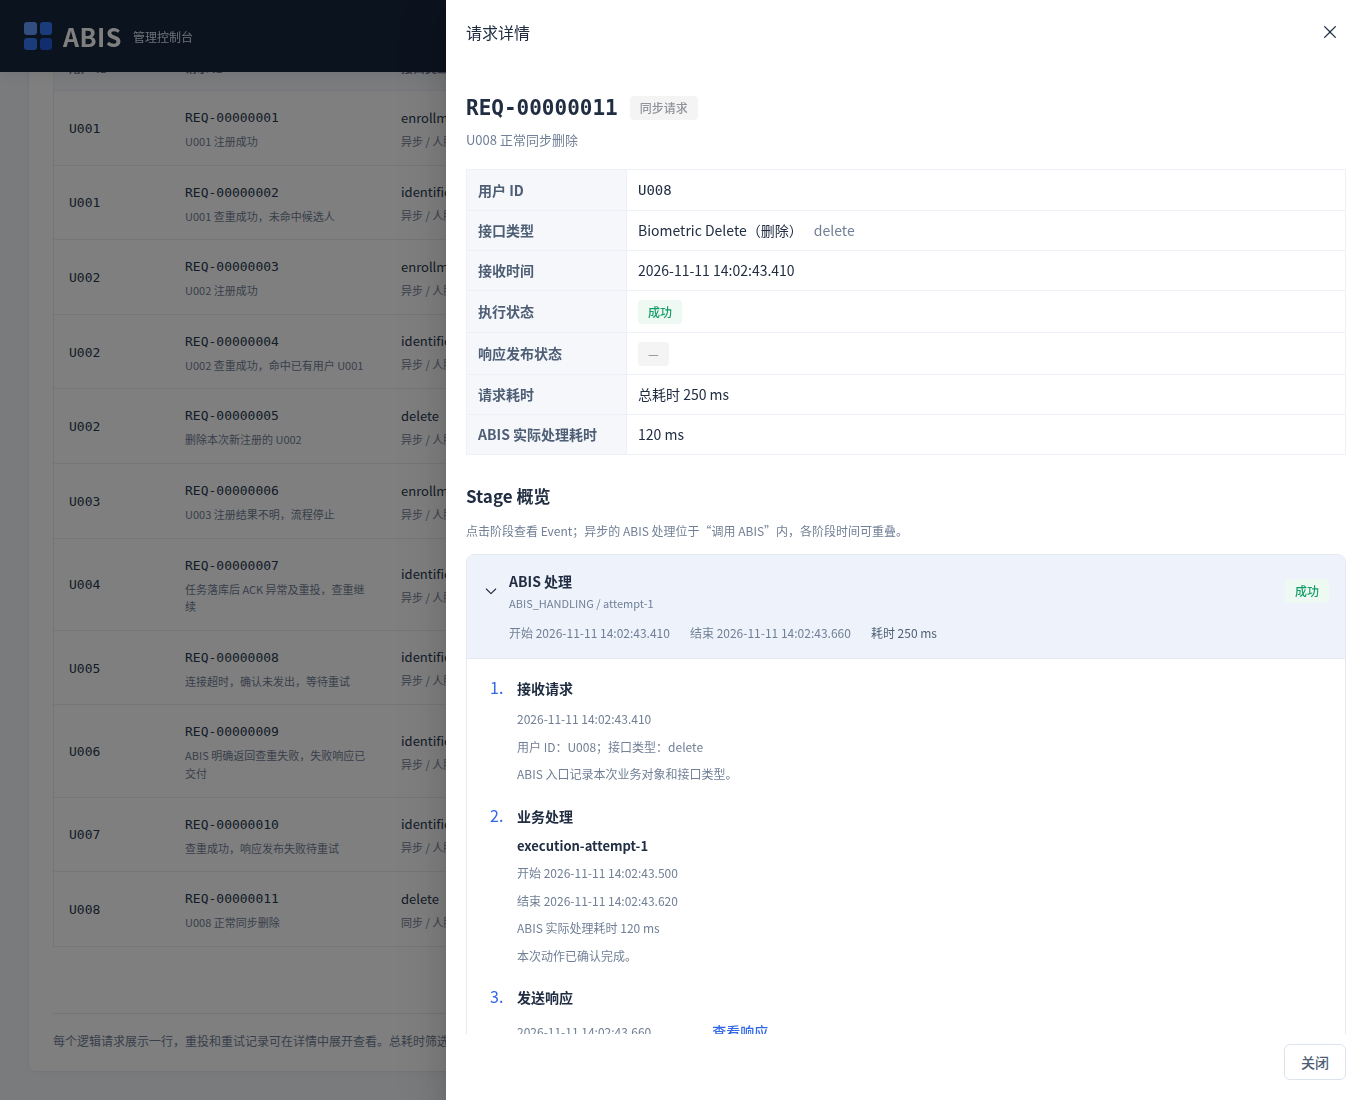 ABIS 管理控制台
U001
REQ-00000001
U001 注册成功
enrollm
异步 / 人
U001
REQ-00000002
U001 查重成功，未命中候选人
identifi
异步 / 人
U002
REQ-00000003
U002 注册成功
enrollm
异步 / 人
U002
REQ-00000004
U002 查重成功，命中已有用户 U001
identifi
异步 / 人
U002
REQ-00000005
删除本次新注册的 U002
delete
异步 / 人
U003
REQ-00000006
U003 注册结果不明，流程停止
enrollm
异步 / 人
U004
REQ-00000007
任务落库后 ACK 异常及重投，查重继
续
identifi
异步 / 人
U005
REQ-00000008
连接超时，确认未发出，等待重试
identifi
异步 / 人
U006
REQ-00000009
ABIS 明确返回查重失败，失败响应已
交付
identifi
异步 / 人
U007
REQ-00000010
查重成功，响应发布失败待重试
identifi
异步 / 人
U008
REQ-00000011
U008 正常同步删除
delete
同步 / 人
每个逻辑请求展示一行，重投和重试记录可在详情中展开查看。总耗时筛选
请求详情
REQ-00000011 同步请求
U008 正常同步删除
用户 ID U008
接口类型 Biometric Delete（删除） delete
接收时间 2026-11-11 14:02:43.410
执行状态 成功
响应发布状态 —
请求耗时 总耗时 250 ms
ABIS 实际处理耗时 120 ms
Stage 概览
点击阶段查看 Event；异步的 ABIS 处理位于“调用 ABIS”内，各阶段时间可重叠。
ABIS 处理
ABIS_HANDLING / attempt-1
成功
开始 2026-11-11 14:02:43.410 结束 2026-11-11 14:02:43.660 耗时 250 ms
1. 接收请求
2026-11-11 14:02:43.410
用户 ID：U008；接口类型：delete
ABIS 入口记录本次业务对象和接口类型。
2. 业务处理
execution-attempt-1
开始 2026-11-11 14:02:43.500
结束 2026-11-11 14:02:43.620
ABIS 实际处理耗时 120 ms
本次动作已确认完成。
3. 发送响应
2026-11-11 14:02:43.660 查看响应
关闭